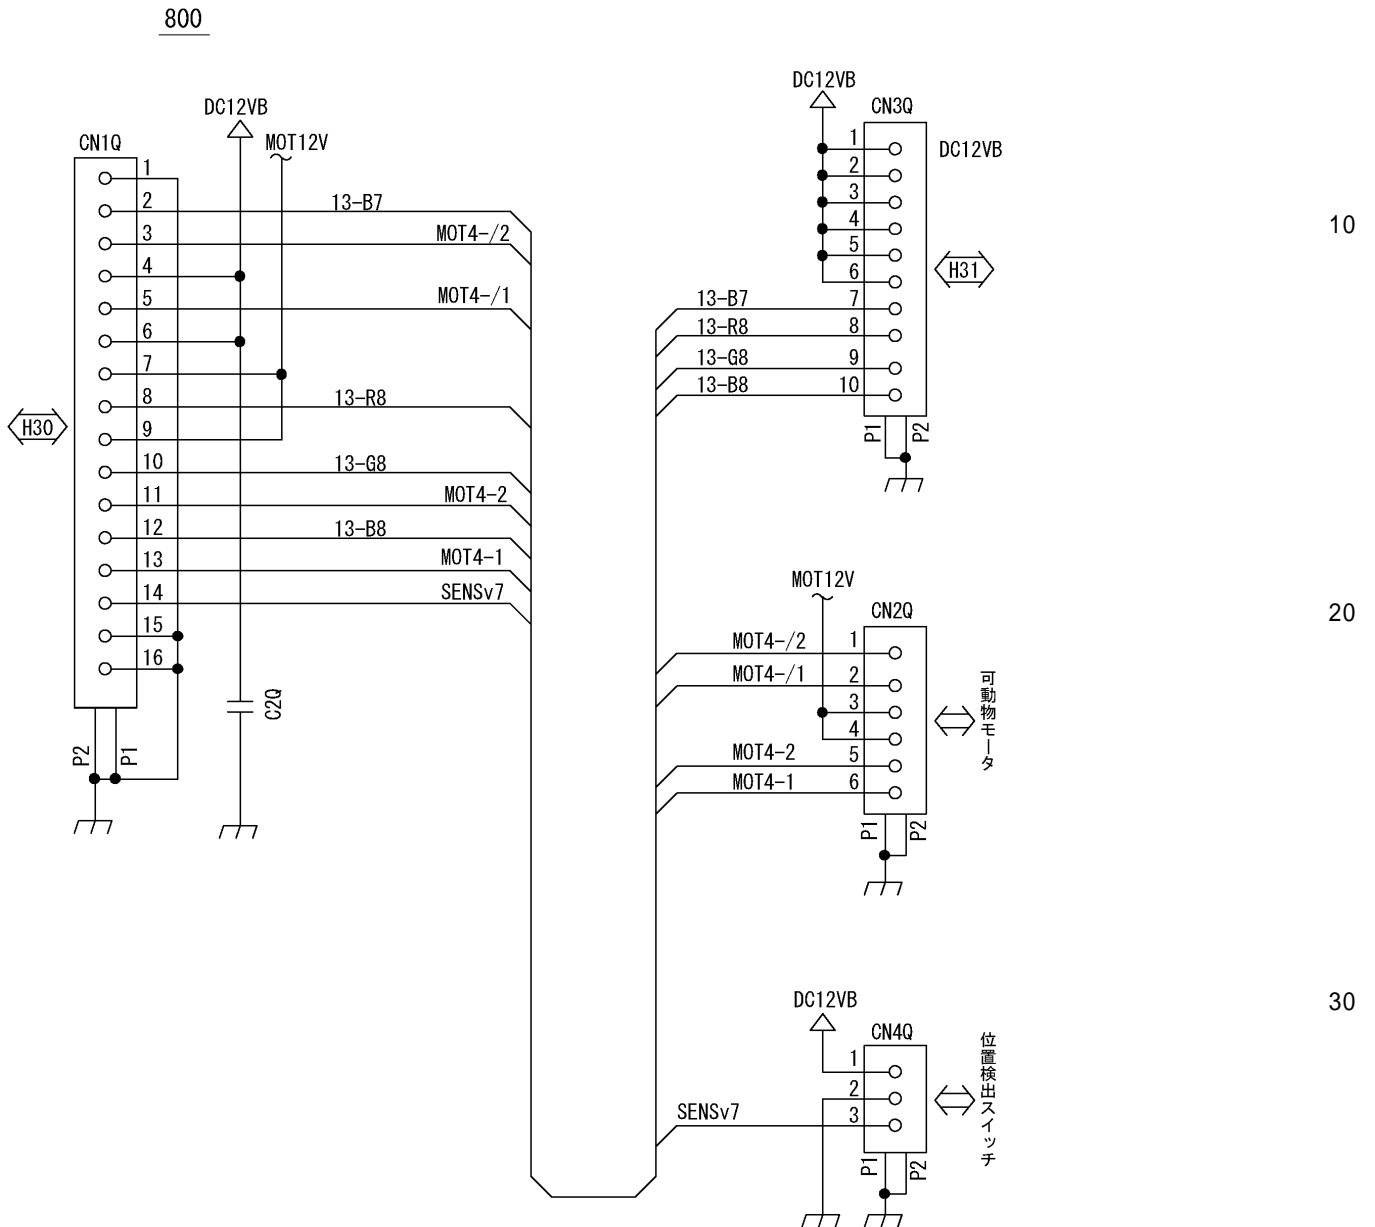 800
DC12VB
MOT12V
CN1Q
1
2
3
4
5
6
7
8
9
10
11
12
13
14
15
16
13-B7
MOT4-/2
MOT4-/1
13-R8
13-G8
MOT4-2
13-B8
MOT4-1
SENSv7
H30
P2
P1
C2Q
DC12VB
CN3Q
1
2
3
4
5
6
7
8
9
10
DC12VB
H31
13-B7
13-R8
13-G8
13-B8
P1
P2
MOT12V
CN2Q
MOT4-/2
MOT4-/1
MOT4-2
MOT4-1
1
2
3
4
5
6
可動物モータ
P1
P2
DC12VB
CN4Q
1
2
3
SENSv7
位置検出スイッチ
P1
P2
10
20
30